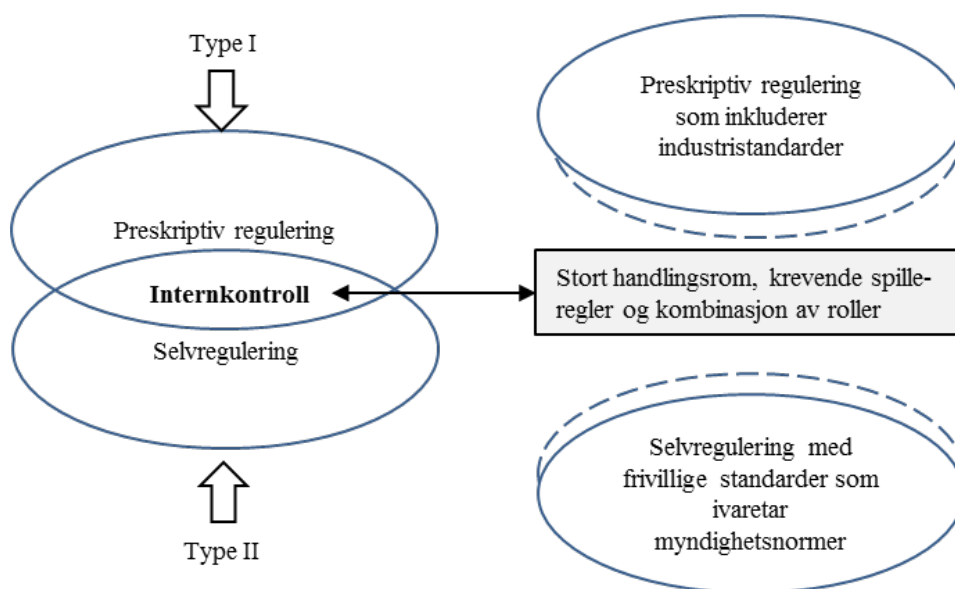 Type I
Preskriptiv regulering
Internkontroll
Selvregulering
Type II
Preskriptiv regulering
som inkluderer
industristandarder
Stort handlingsrom, krevende spille-
regler og kombinasjon av roller
Selvregulering med
frivillige standarder som
ivaretar
myndighetsnormer